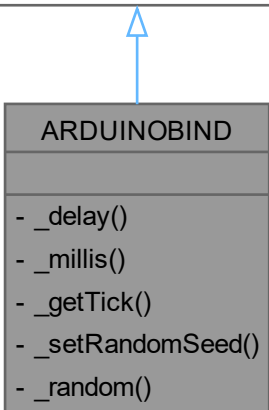 ARDUINOBIND
- _delay()
- _millis()
- _getTick()
- _setRandomSeed()
- _random()